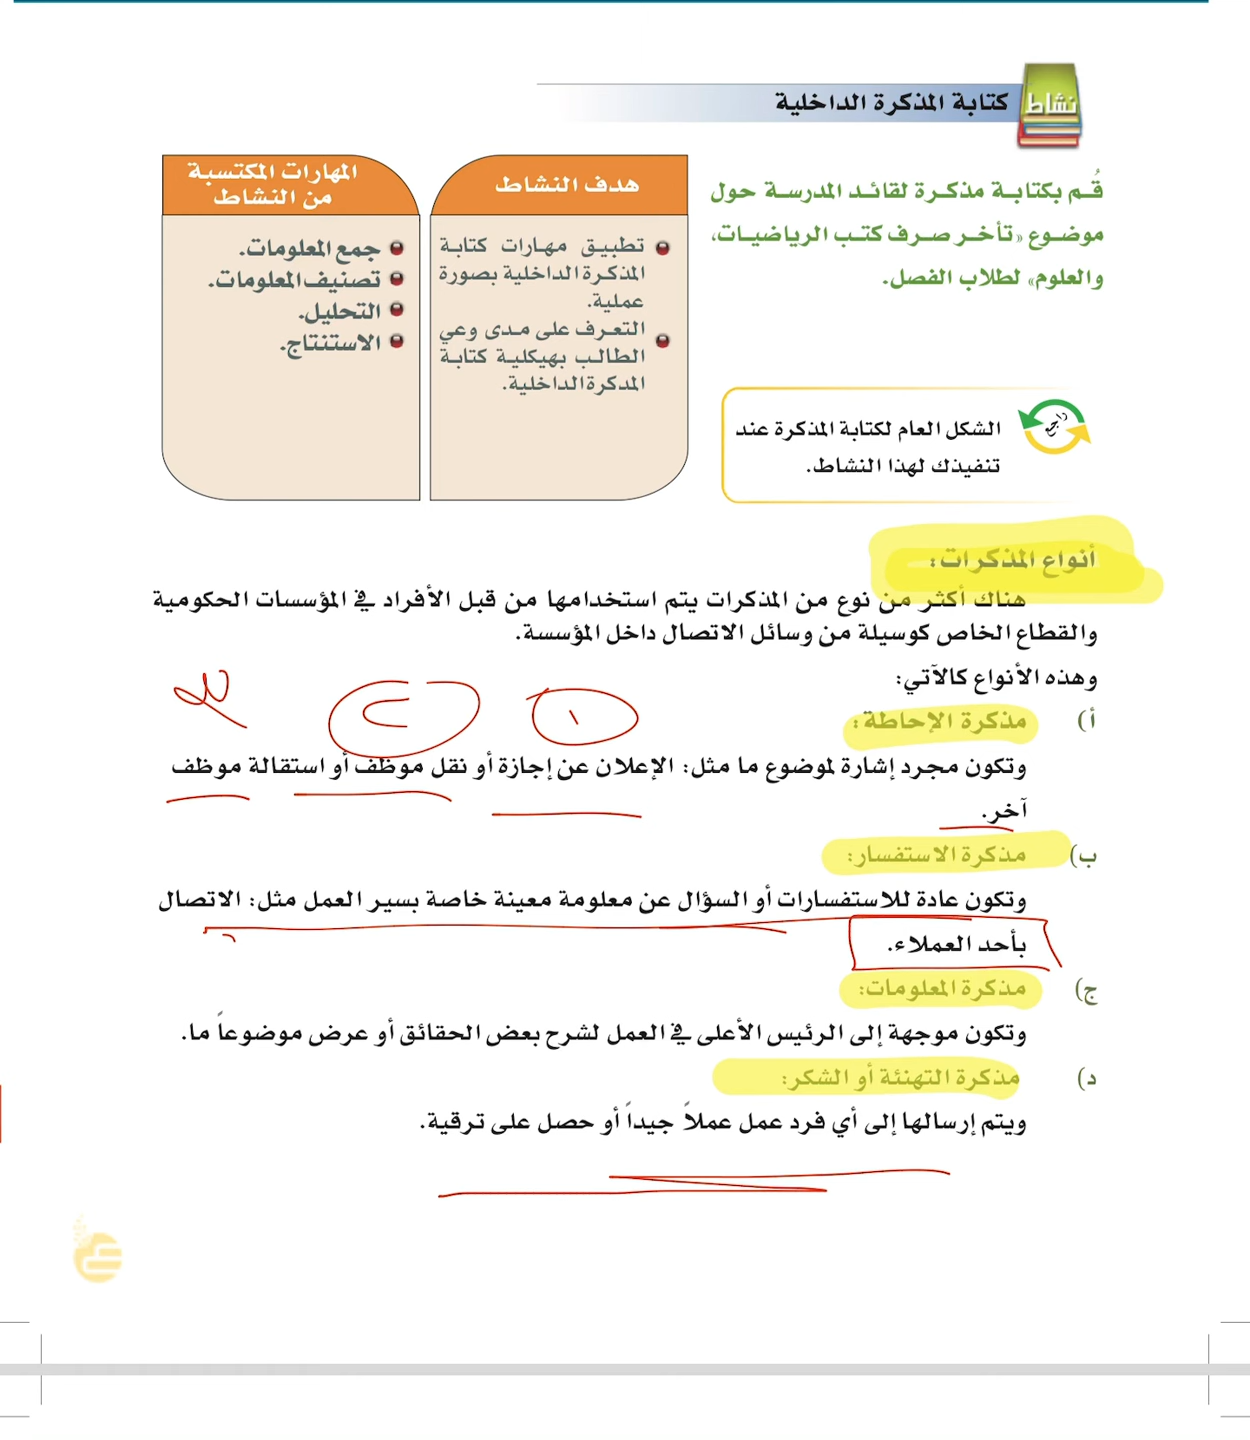 نشاط
كتابة المذكرة الداخلية
قُم بكتابة مذكرة لقائد المدرسة حول
موضوع «تأخر صرف كتب الرياضيات،
والعلوم» لطلاب الفصل.
هدف النشاط
تطبيق مهارات كتابة
المذكرة الداخلية بصورة
عملية.
التعرف على مدى وعي
الطالب بهيكلية كتابة
المذكرة الداخلية.
المهارات المكتسبة
من النشاط
جمع المعلومات.
تصنيف المعلومات.
التحليل.
الاستنتاج.
راجع
الشكل العام لكتابة المذكرة عند
تنفيذك لهذا النشاط.
أنواع المذكرات:
هناك أكثر من نوع من المذكرات يتم استخدامها من قبل الأفراد في المؤسسات الحكومية
والقطاع الخاص كوسيلة من وسائل الاتصال داخل المؤسسة.
وهذه الأنواع كالآتي:
أ) مذكرة الإحاطة:
١ ٢
وتكون مجرد إشارة لموضوع ما مثل: الإعلان عن إجازة أو نقل موظف أو استقالة موظف
آخر.
ب) مذكرة الاستفسار:
وتكون عادة للاستفسارات أو السؤال عن معلومة معينة خاصة بسير العمل مثل: الاتصال
بأحد العملاء.
ج) مذكرة المعلومات:
وتكون موجهة إلى الرئيس الأعلى في العمل لشرح بعض الحقائق أو عرض موضوعاً ما.
د) مذكرة التهنئة أو الشكر:
ويتم إرسالها إلى أي فرد عمل عملاً جيداً أو حصل على ترقية.